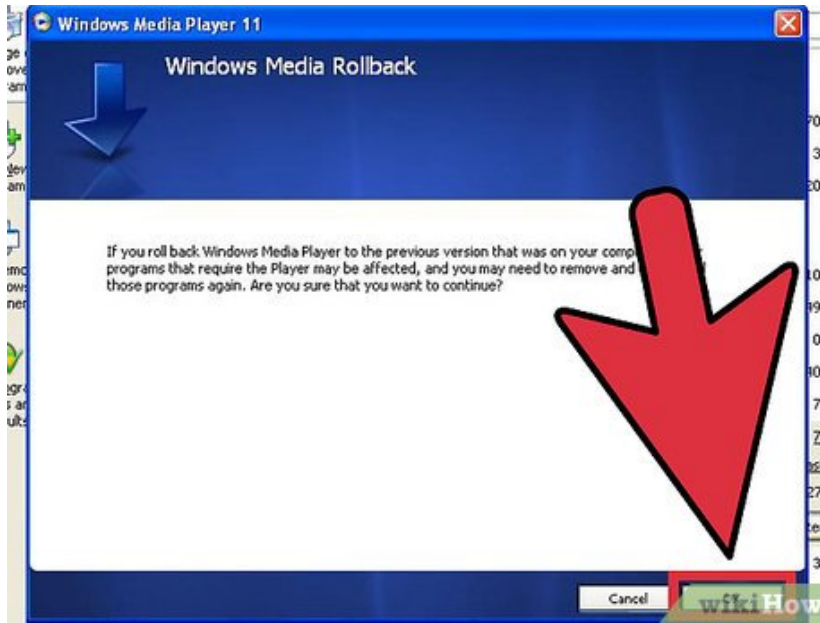 Windows Media Player 11
Windows Media Rollback
If you roll back Windows Media Player to the previous version that was on your
programs that require the Player may be affected, and you may need to remove and
those programs again. Are you sure that you want to continue?
Cancel
wikiHow